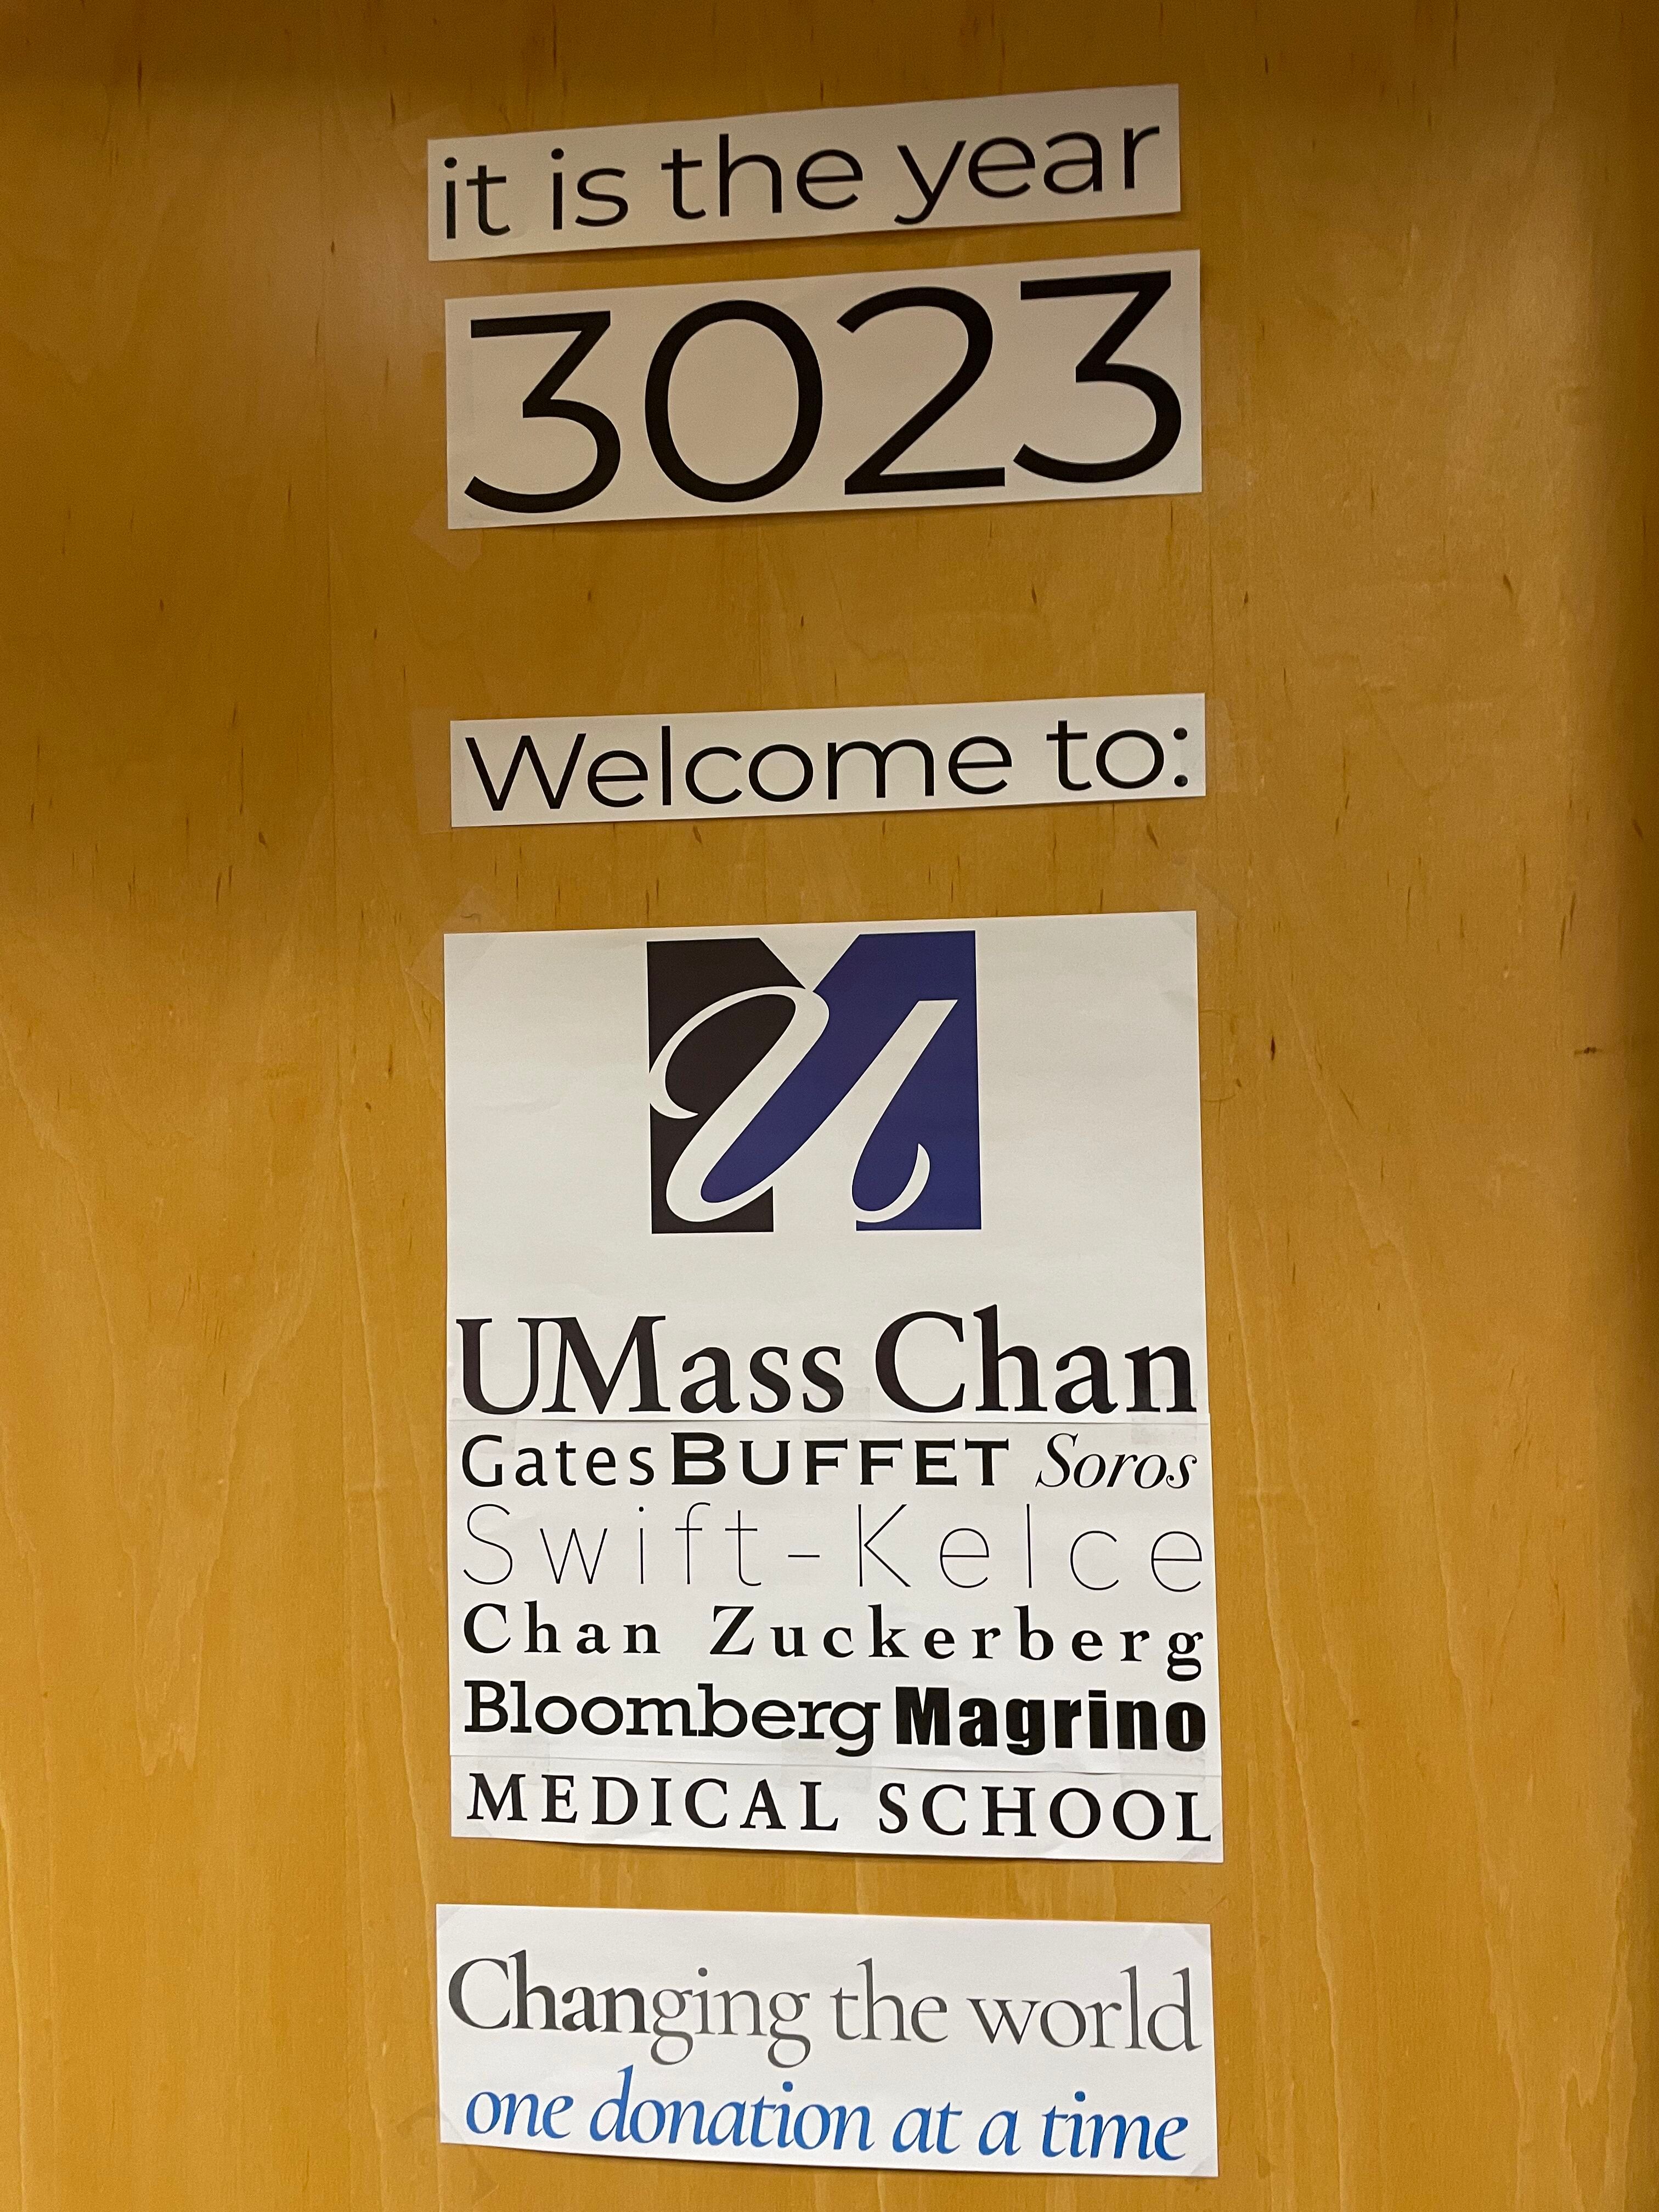 it is the year
3023
Welcome to:
UMass Chan
Gates BUFFET Soros
Swift-Kelce
Chan Zuckerberg
Bloomberg Magrino
MEDICAL SCHOOL
Changing the world
one donation at a time